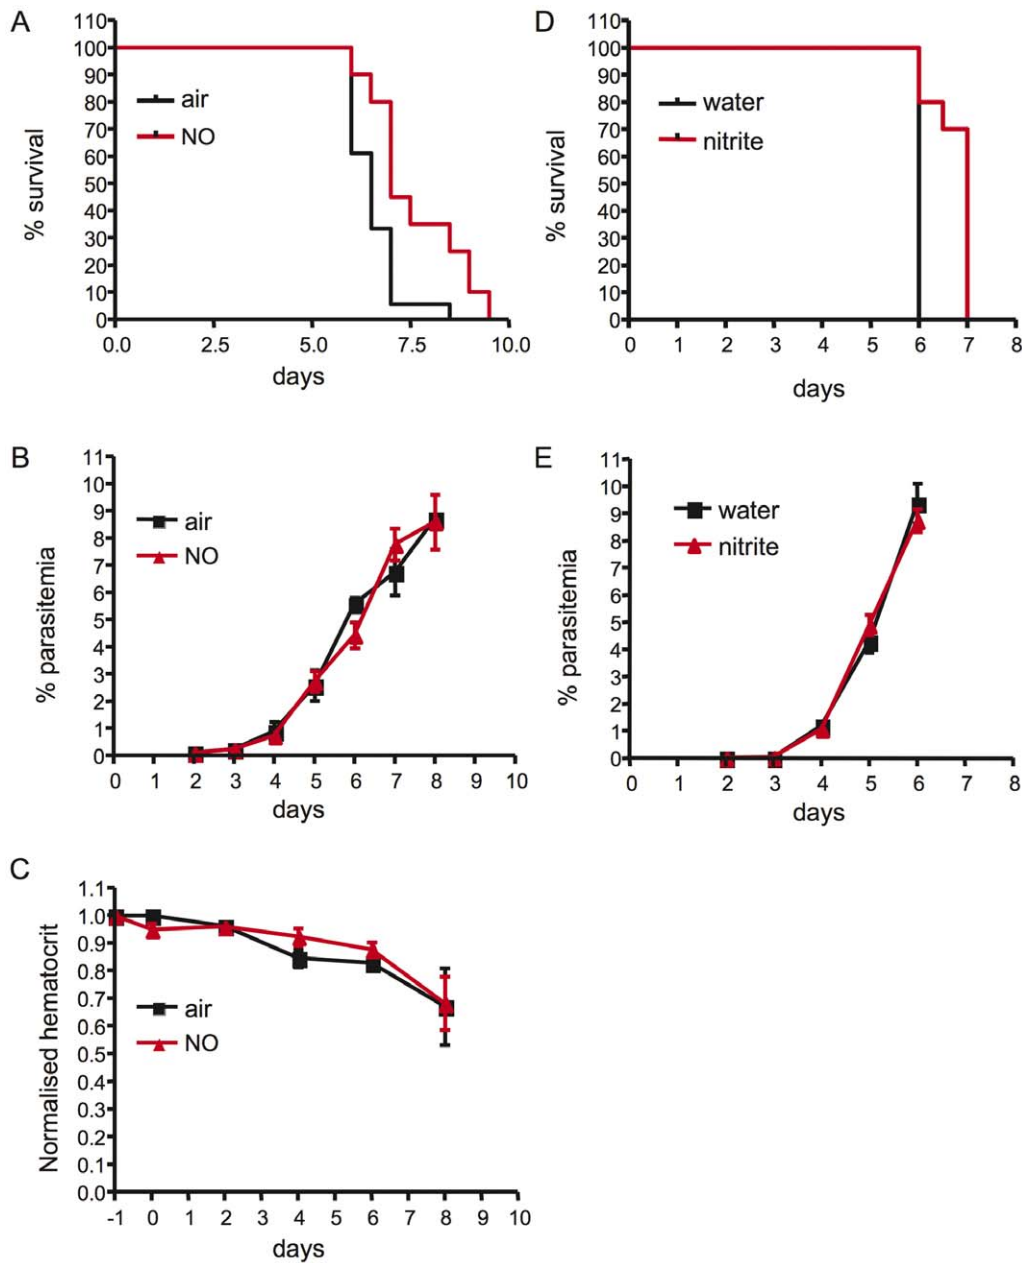 A
% survival
110
100
90
80
70
60
50
40
30
20
10
0
air
NO
0.0 2.5 5.0 7.5 10.0
days
D
% survival
110
100
90
80
70
60
50
40
30
20
10
0
water
nitrite
0 1 2 3 4 5 6 7 8
days
B
% parasitemia
11
10
9
8
7
6
5
4
3
2
1
0
air
NO
0 1 2 3 4 5 6 7 8 9 10
days
E
% parasitemia
11
10
9
8
7
6
5
4
3
2
1
0
water
nitrite
0 1 2 3 4 5 6 7 8
days
C
Normalised hematocrit
1.1
1.0
0.9
0.8
0.7
0.6
0.5
0.4
0.3
0.2
0.1
0.0
air
NO
-1 0 1 2 3 4 5 6 7 8 9 10
days